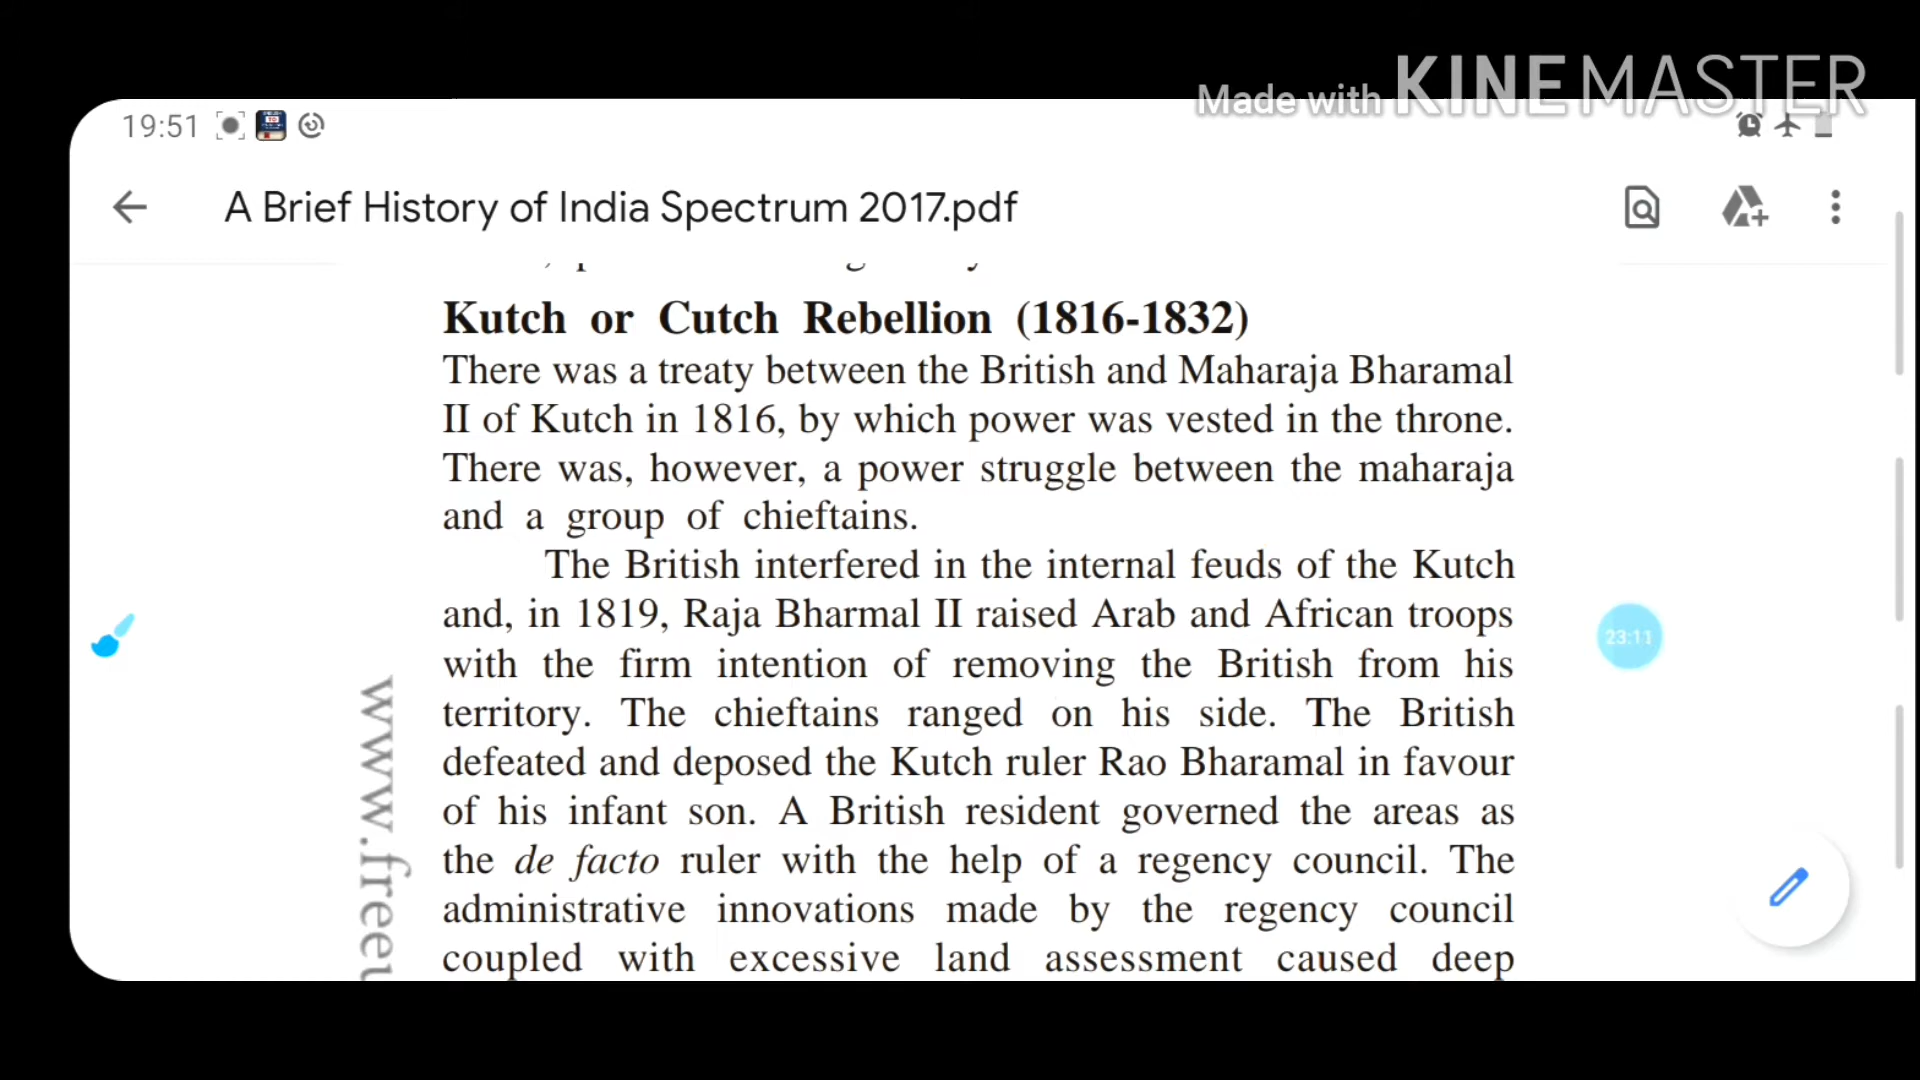 Made with KINEMASTER
19:51
A Brief History of India Spectrum 2017.pdf
Kutch or Cutch Rebellion (1816-1832)
There was a treaty between the British and Maharaja Bharamal
II of Kutch in 1816, by which power was vested in the throne.
There was, however, a power struggle between the maharaja
and a group of chieftains.
The British interfered in the internal feuds of the Kutch
and, in 1819, Raja Bharmal II raised Arab and African troops
with the firm intention of removing the British from his
territory. The chieftains ranged on his side. The British
defeated and deposed the Kutch ruler Rao Bharamal in favour
of his infant son. A British resident governed the areas as
the de facto ruler with the help of a regency council. The
administrative innovations made by the regency council
coupled with excessive land assessment caused deep
23:11
www.free